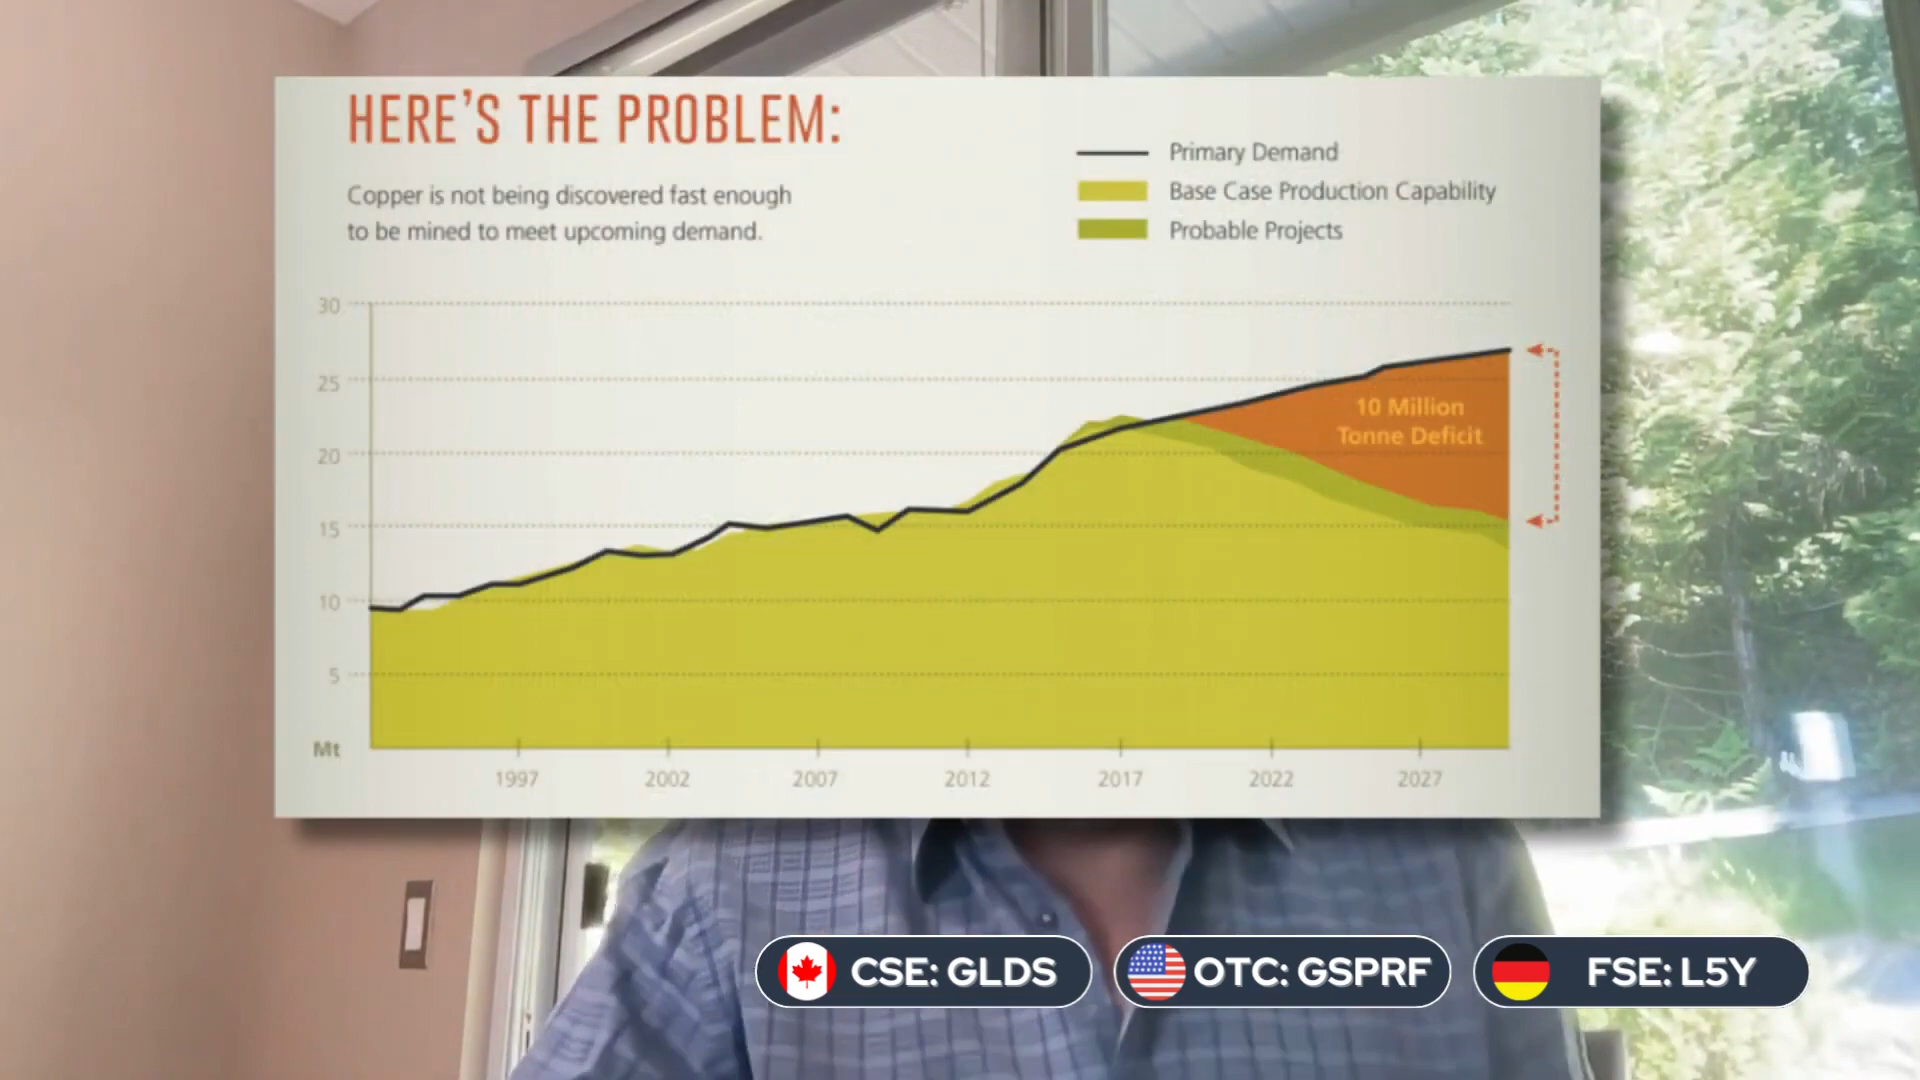 HERE'S THE PROBLEM:
Copper is not being discovered fast enough
to be mined to meet upcoming demand.
Primary Demand
Base Case Production Capability
Probable Projects
30
25
20
15
10
5
Mt
10 Million
Tonne Deficit
1997
2002
2007
2012
2017
2022
2027
CSE: GLDS
OTC: GSPRF
FSE: L5Y